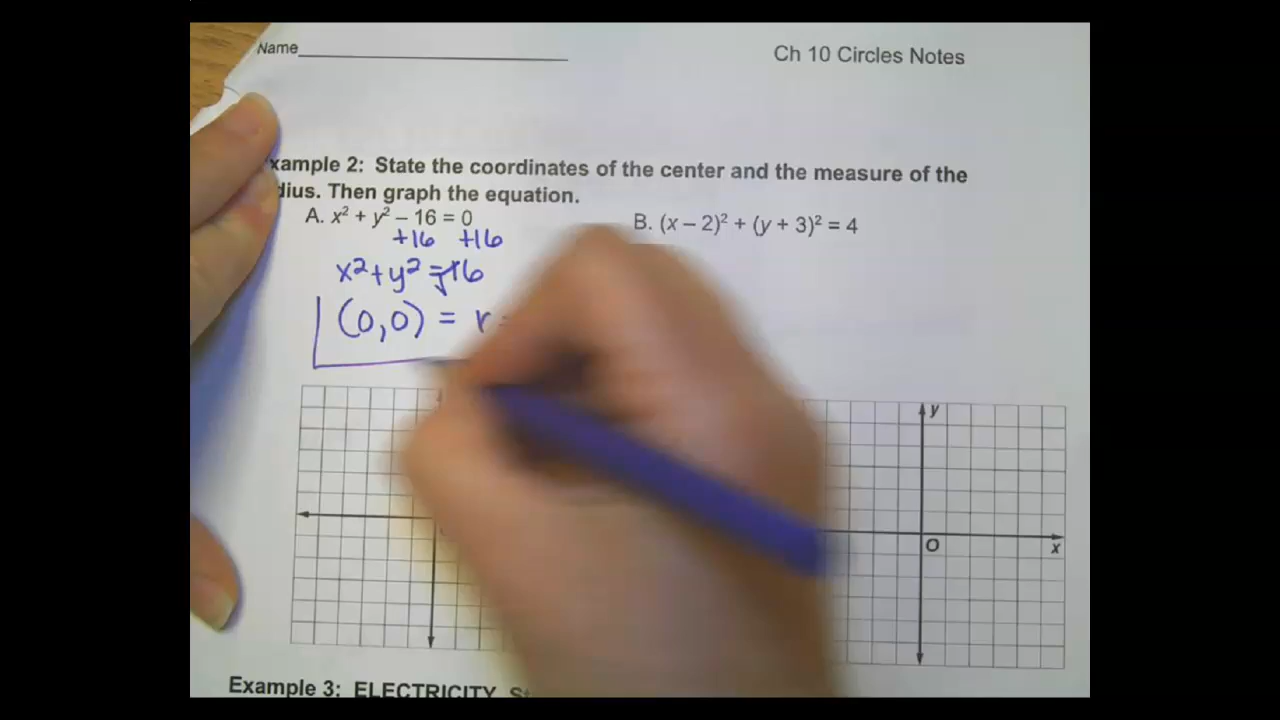 Name
Ch 10 Circles Notes
xample 2: State the coordinates of the center and the measure of the
dius. Then graph the equation.
A. x² + y² – 16 = 0
B. (x – 2)² + (y + 3)² = 4
+16 +16
x² + y² = 16
(0,0) = r =
y
O
x
Example 3: ELECTRICITY